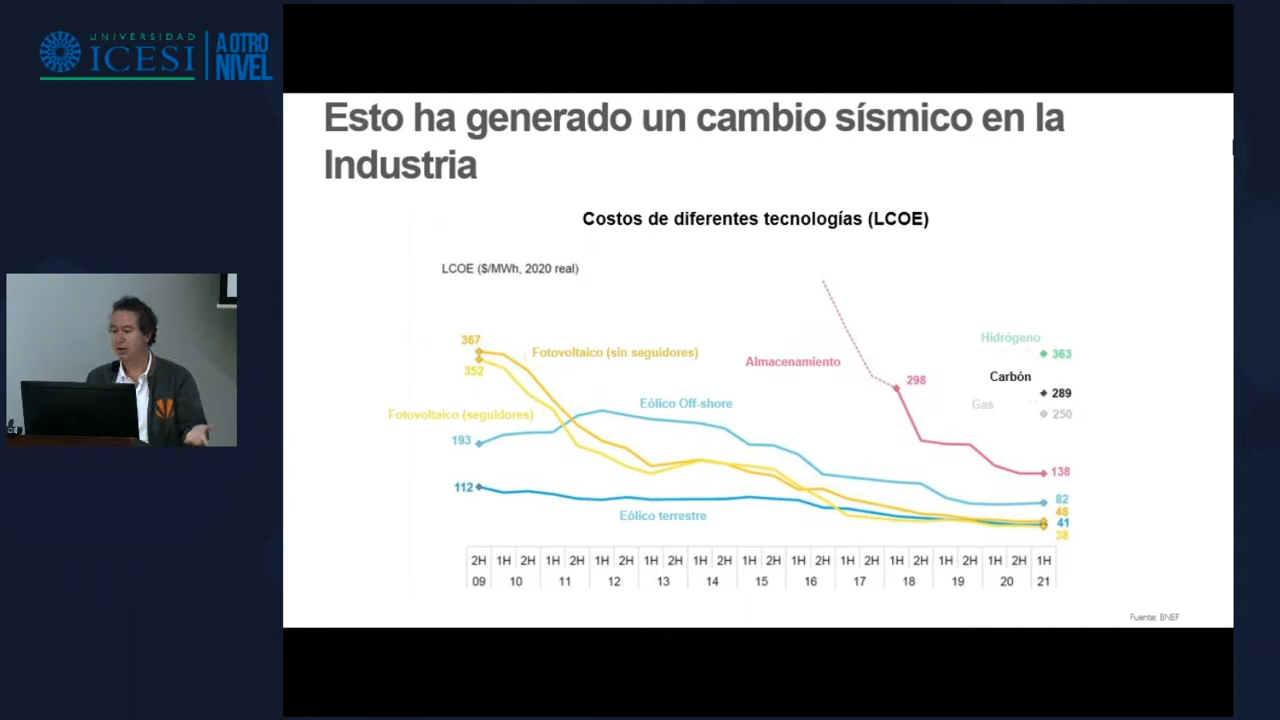 UNIVERSIDAD
ICESI
A OTRO
NIVEL
Esto ha generado un cambio sísmico en la
Industria
Costos de diferentes tecnologías (LCOE)
LCOE ($/MWh, 2020 real)
367
Fotovoltaico (sin seguidores)
352
Almacenamiento
298
Hidrógeno
363
Carbón
289
Gas
250
Eólico Off-shore
Fotovoltaico (seguidores)
193
138
112
Eólico terrestre
82
48
41
38
2H 1H 2H 1H 2H 1H 2H 1H 2H 1H 2H 1H 2H 1H 2H 1H 2H 1H 2H 1H 2H 1H 2H 1H
09 10 11 12 13 14 15 16 17 18 19 20 21
Fuente: BNEF